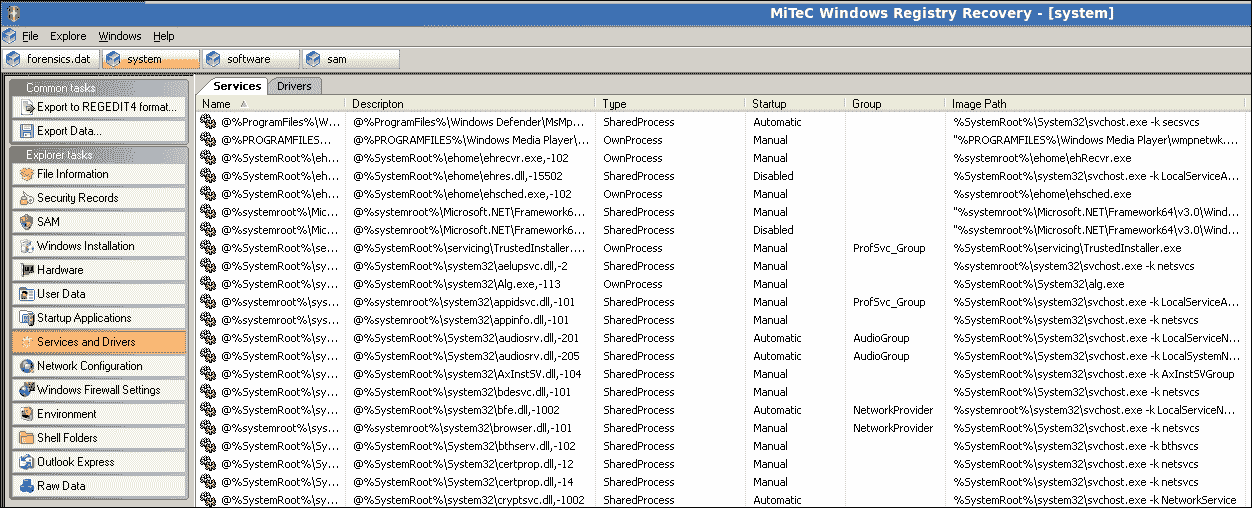 MiTeC Windows Registry Recovery - [system]
File Explore Windows Help
forensics.dat system software sam
Common tasks
Export to REGEDIT4 format...
Export Data...
Explorer tasks
File Information
Security Records
SAM
Windows Installation
Hardware
User Data
Startup Applications
Services and Drivers
Network Configuration
Windows Firewall Settings
Environment
Shell Folders
Outlook Express
Raw Data
Services Drivers
Name Descripton Type Startup Group Image Path
@%ProgramFiles%\W... @%ProgramFiles%\Windows Defender\MsMp... SharedProcess Automatic %SystemRoot%\System32\svchost.exe -k secsvcs
@%PROGRAMFILES... @%PROGRAMFILES%\Windows Media Player\... OwnProcess Manual "%PROGRAMFILES%\Windows Media Player\wmpnetwk....
@%SystemRoot%\eh... @%SystemRoot%\ehome\ehrecvr.exe,-102 OwnProcess Manual %systemroot%\ehome\ehRecvr.exe
@%SystemRoot%\eh... @%SystemRoot%\ehome\ehres.dll,-15502 SharedProcess Disabled %SystemRoot%\system32\svchost.exe -k LocalServiceA...
@%SystemRoot%\eh... @%SystemRoot%\ehome\ehsched.exe,-102 OwnProcess Manual %systemroot%\ehome\ehsched.exe
@%systemroot%\Mic... @%systemroot%\Microsoft.NET\Framework6... SharedProcess Manual "%systemroot%\Microsoft.NET\Framework64\v3.0\Wind...
@%systemroot%\Mic... @%systemroot%\Microsoft.NET\Framework6... SharedProcess Disabled "%systemroot%\Microsoft.NET\Framework64\v3.0\Wind...
@%SystemRoot%\se... @%SystemRoot%\servicing\TrustedInstaller.... OwnProcess Manual ProfSvc_Group %SystemRoot%\servicing\TrustedInstaller.exe
@%SystemRoot%\sy... @%SystemRoot%\system32\aelupsvc.dll,-2 SharedProcess Manual %systemroot%\system32\svchost.exe -k netsvcs
@%SystemRoot%\sy... @%SystemRoot%\system32\Alg.exe,-113 OwnProcess Manual %SystemRoot%\System32\alg.exe
@%systemroot%\sys... @%systemroot%\system32\appidsvc.dll,-101 SharedProcess Manual ProfSvc_Group %SystemRoot%\system32\svchost.exe -k LocalServiceA...
@%systemroot%\sys... @%systemroot%\system32\appinfo.dll,-101 SharedProcess Manual %SystemRoot%\system32\svchost.exe -k netsvcs
@%SystemRoot%\sy... @%SystemRoot%\system32\audiosrv.dll,-201 SharedProcess Automatic AudioGroup %SystemRoot%\System32\svchost.exe -k LocalServiceN...
@%SystemRoot%\sy... @%SystemRoot%\system32\audiosrv.dll,-205 SharedProcess Automatic AudioGroup %SystemRoot%\System32\svchost.exe -k LocalSystemN...
@%SystemRoot%\sy... @%SystemRoot%\system32\AxInstSV.dll,-104 SharedProcess Manual %SystemRoot%\system32\svchost.exe -k AxInstSVGroup
@%SystemRoot%\sy... @%SystemRoot%\system32\bdesvc.dll,-101 SharedProcess Manual %SystemRoot%\System32\svchost.exe -k netsvcs
@%SystemRoot%\sy... @%SystemRoot%\system32\bfe.dll,-1002 SharedProcess Automatic NetworkProvider %systemroot%\system32\svchost.exe -k LocalServiceN...
@%systemroot%\sys... @%systemroot%\system32\browser.dll,-101 SharedProcess Manual NetworkProvider %SystemRoot%\System32\svchost.exe -k netsvcs
@%SystemRoot%\Sy... @%SystemRoot%\System32\bthserv.dll,-102 SharedProcess Manual %SystemRoot%\system32\svchost.exe -k bthsvcs
@%SystemRoot%\Sy... @%SystemRoot%\System32\certprop.dll,-12 SharedProcess Manual %SystemRoot%\system32\svchost.exe -k netsvcs
@%SystemRoot%\Sy... @%SystemRoot%\System32\certprop.dll,-14 SharedProcess Manual %SystemRoot%\system32\svchost.exe -k netsvcs
@%SystemRoot%\sy... @%SystemRoot%\system32\cryptsvc.dll,-1002 SharedProcess Automatic %SystemRoot%\system32\svchost.exe -k NetworkService